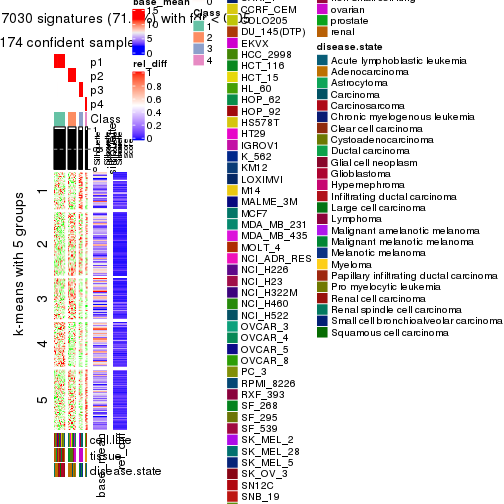 7030 signatures (71.
%) with fdr < 0.05
174 confident samples
p1
p2
p3
p4
Class
1
2
3
4
5
k-means with 5 groups
cell.line
tissue
disease.state
base_mean
rel_diff
base_mean
15
10
5
0
rel_diff
1
0.8
0.6
0.4
0.2
0
Class
1
2
3
4
CCRF_CEM
COLO205
DU_145(DTP)
EKVX
HCC_2998
HCT_116
HCT_15
HL_60
HOP_62
HOP_92
HS578T
HT29
IGROV1
K_562
KM12
LOXIMVI
M14
MALME_3M
MCF7
MDA_MB_231
MDA_MB_435
MOLT_4
NCI_ADR_RES
NCI_H226
NCI_H23
NCI_H322M
NCI_H460
NCI_H522
OVCAR_3
OVCAR_4
OVCAR_5
OVCAR_8
PC_3
RPMI_8226
RXF_393
SF_268
SF_295
SF_539
SK_MEL_2
SK_MEL_28
SK_MEL_5
SK_OV_3
SN12C
SNB_19
ovarian
prostate
renal
disease.state
Acute lymphoblastic leukemia
Adenocarcinoma
Astrocytoma
Carcinoma
Carcinosarcoma
Chronic myelogenous leukemia
Clear cell carcinoma
Cystoadenocarcinoma
Ductal carcinoma
Glial cell neoplasm
Glioblastoma
Hypernephroma
Infiltrating ductal carcinoma
Large cell carcinoma
Lymphoma
Malignant amelanotic melanoma
Malignant melanotic melanoma
Melanotic melanoma
Myeloma
Papillary infiltrating ductal carcinoma
Pro myelocytic leukemia
Renal cell carcinoma
Renal spindle cell carcinoma
Small cell bronchioalveolar carcinoma
Squamous cell carcinoma